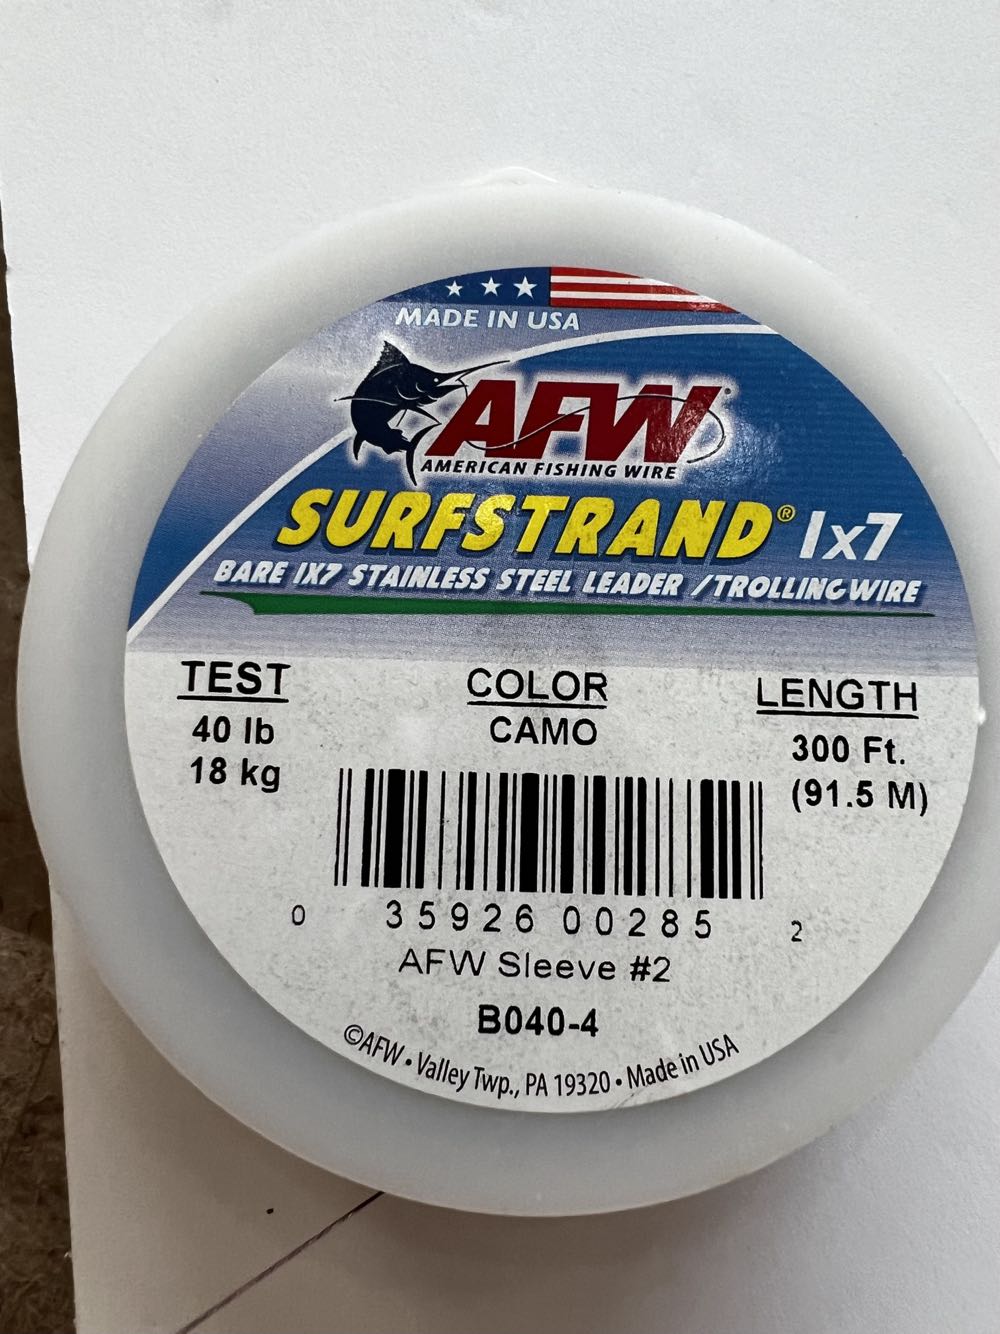 MADE IN USA
AFW
AMERICAN FISHING WIRE
SURFSTRAND® 1x7
BARE 1X7 STAINLESS STEEL LEADER /TROLLING WIRE
TEST COLOR LENGTH
40 lb CAMO 300 Ft.
18 kg (91.5 M)
0 35926 00285 2
AFW Sleeve #2
B040-4
©AFW • Valley Twp., PA 19320 • Made in USA